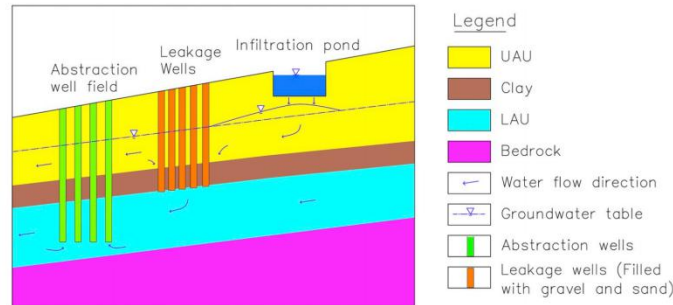 Infiltration pond
Leakage
Wells
Abstraction
well field
Legend
UAU
Clay
LAU
Bedrock
Water flow direction
Groundwater table
Abstraction wells
Leakage wells (Filled
with gravel and sand)